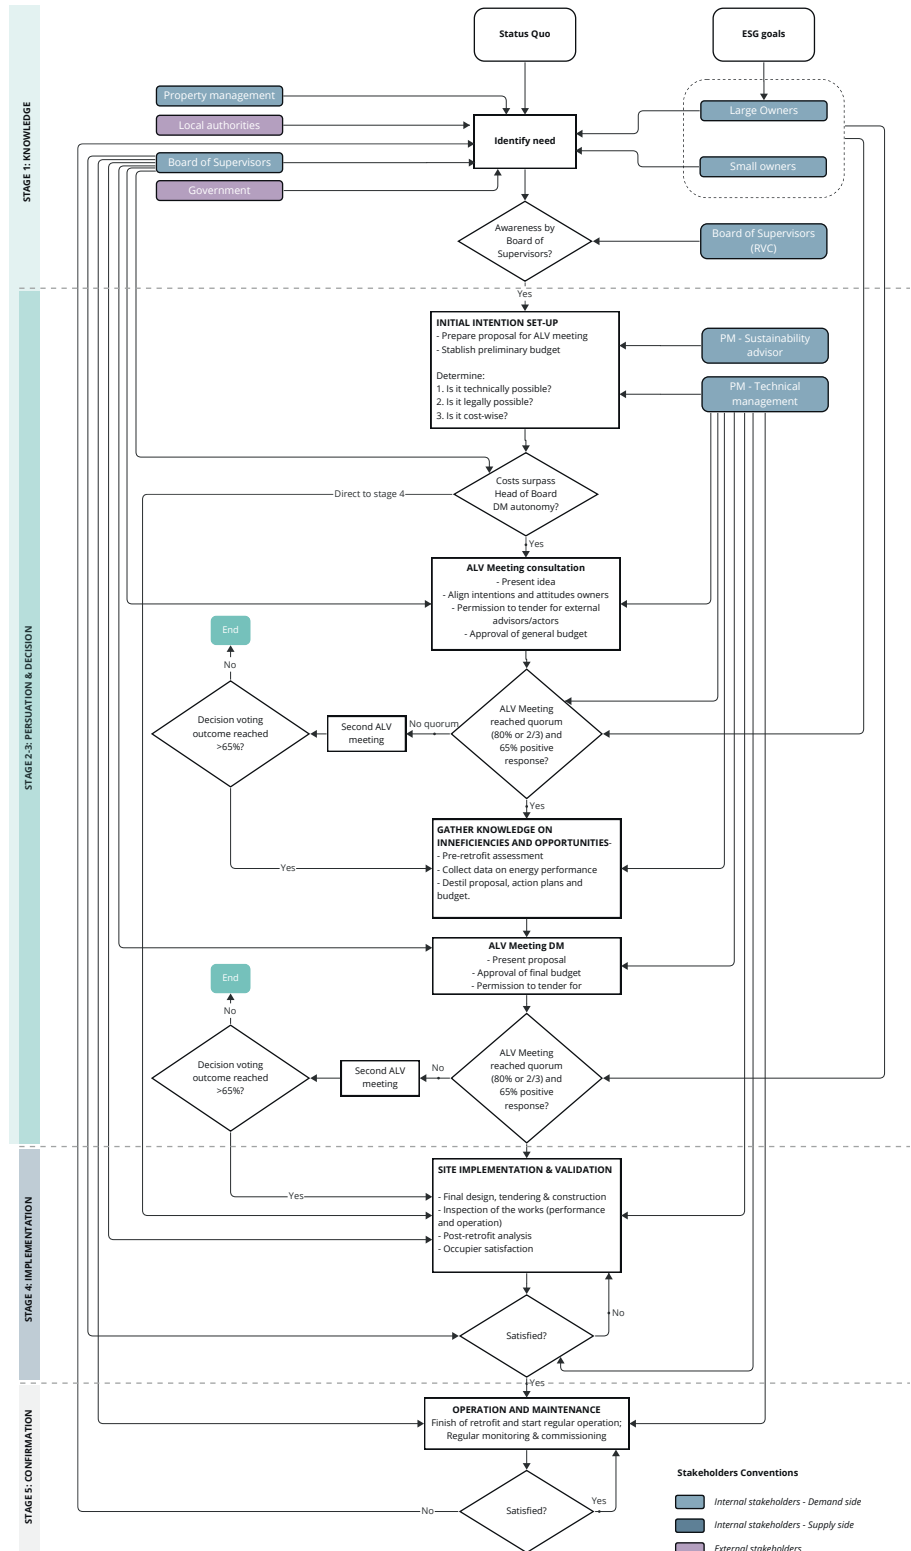 STAGE 1: KNOWLEDGE
Status Quo
ESG goals
Property management
Local authorities
Board of Supervisors
Government
Identify need
Large Owners
Small owners
Awareness by
Board of
Supervisors?
Board of Supervisors
(RVC)
Yes
STAGE 2-3: PERSUATION & DECISION
INITIAL INTENTION SET-UP
- Prepare proposal for ALV meeting
- Stablish preliminary budget
Determine:
1. Is it technically possible?
2. Is it legally possible?
3. Is it cost-wise?
PM - Sustainability
advisor
PM - Technical
management
Costs surpass
Head of Board
DM autonomy?
Direct to stage 4
Yes
ALV Meeting consultation
- Present idea
- Align intentions and attitudes owners
- Permission to tender for external
advisors/actors
- Approval of general budget
End
No
Decision voting
outcome reached
>65%?
Second ALV
meeting
No quorum
ALV Meeting
reached quorum
(80% or 2/3) and
65% positive
response?
Yes
Yes
GATHER KNOWLEDGE ON
INNEFICIENCIES AND OPPORTUNITIES-
- Pre-retrofit assessment
- Collect data on energy performance
- Destil proposal, action plans and
budget.
ALV Meeting DM
- Present proposal
- Approval of final budget
- Permission to tender for
End
No
Decision voting
outcome reached
>65%?
Second ALV
meeting
No
ALV Meeting
reached quorum
(80% or 2/3) and
65% positive
response?
STAGE 4: IMPLEMENTATION
Yes
SITE IMPLEMENTATION & VALIDATION
- Final design, tendering & construction
- Inspection of the works (performance
and operation)
- Post-retrofit analysis
- Occupier satisfaction
Satisfied?
No
Yes
STAGE 5: CONFIRMATION
OPERATION AND MAINTENANCE
Finish of retrofit and start regular operation;
Regular monitoring & commissioning
Satisfied?
No
Yes
Stakeholders Conventions
Internal stakeholders - Demand side
Internal stakeholders - Supply side
External stakeholders